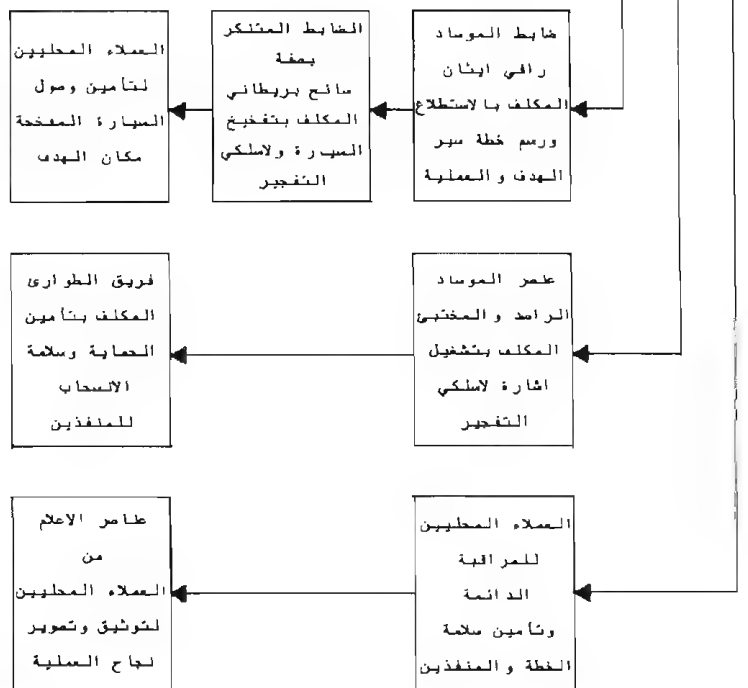 ضابط الموساد
رافي ايتان
المكلف بالاستطلاع
ورسم خطة سير
الهدف والعملية
الضابط المتنكر
بصفة
سائح بريطاني
المكلف بتفخيخ
السيارة ولاسلكي
التفجير
العملاء المحليين
لتأمين وصول
السيارة المفخخة
مكان الهدف
عنصر الموساد
الراصد والمختبئ
المكلف بتشغيل
اشارة لاسلكي
التفجير
فريق الطوارئ
المكلف بتأمين
الحماية وسلامة
الانسحاب
للمنفذين
العملاء المحليين
للمراقبة
الدائمة
وتأمين سلامة
الخطة والمنفذين
عناصر الاعلام
من
العملاء المحليين
لتوثيق وتصوير
نجاح العملية